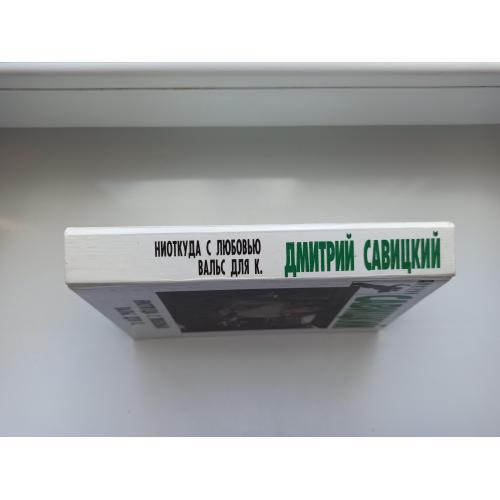 НИОТКУДА С ЛЮБОВЬЮ
ВАЛЬС ДЛЯ К.
ДМИТРИЙ САВИЦКИЙ